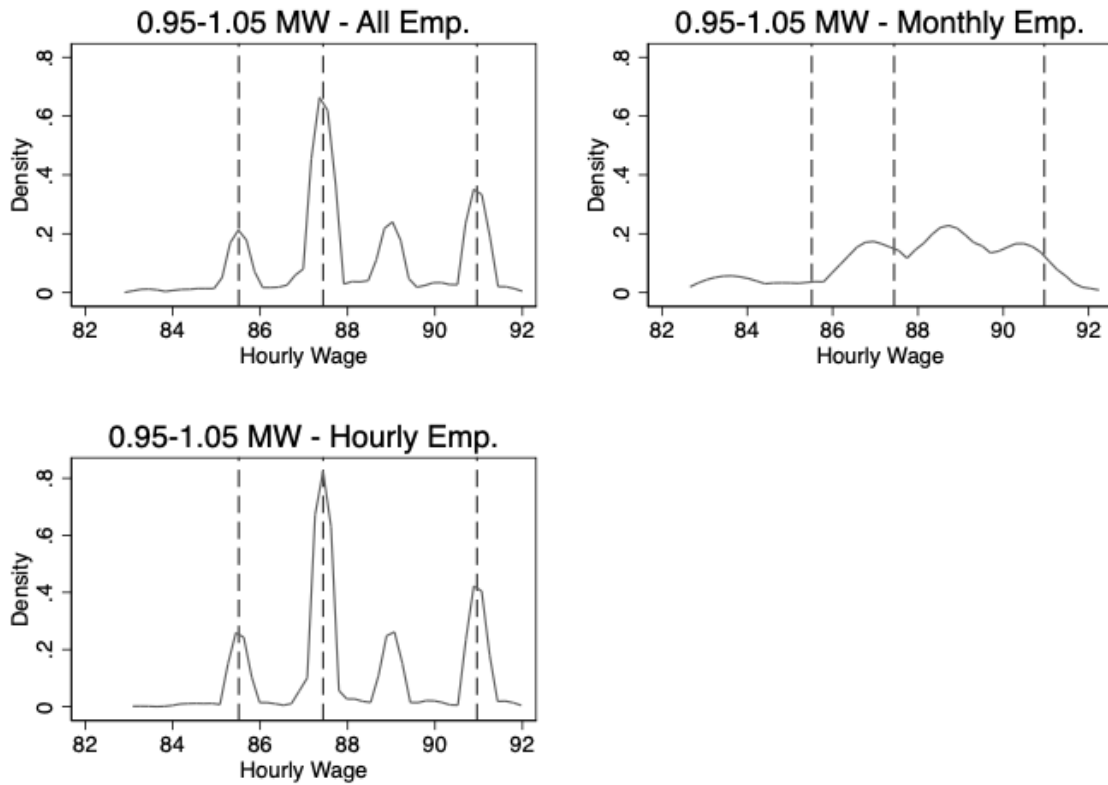 0.95-1.05 MW - All Emp.
Density
.8
.6
.4
.2
0
82 84 86 88 90 92
Hourly Wage
0.95-1.05 MW - Monthly Emp.
Density
.8
.6
.4
.2
0
82 84 86 88 90 92
Hourly Wage
0.95-1.05 MW - Hourly Emp.
Density
.8
.6
.4
.2
0
82 84 86 88 90 92
Hourly Wage